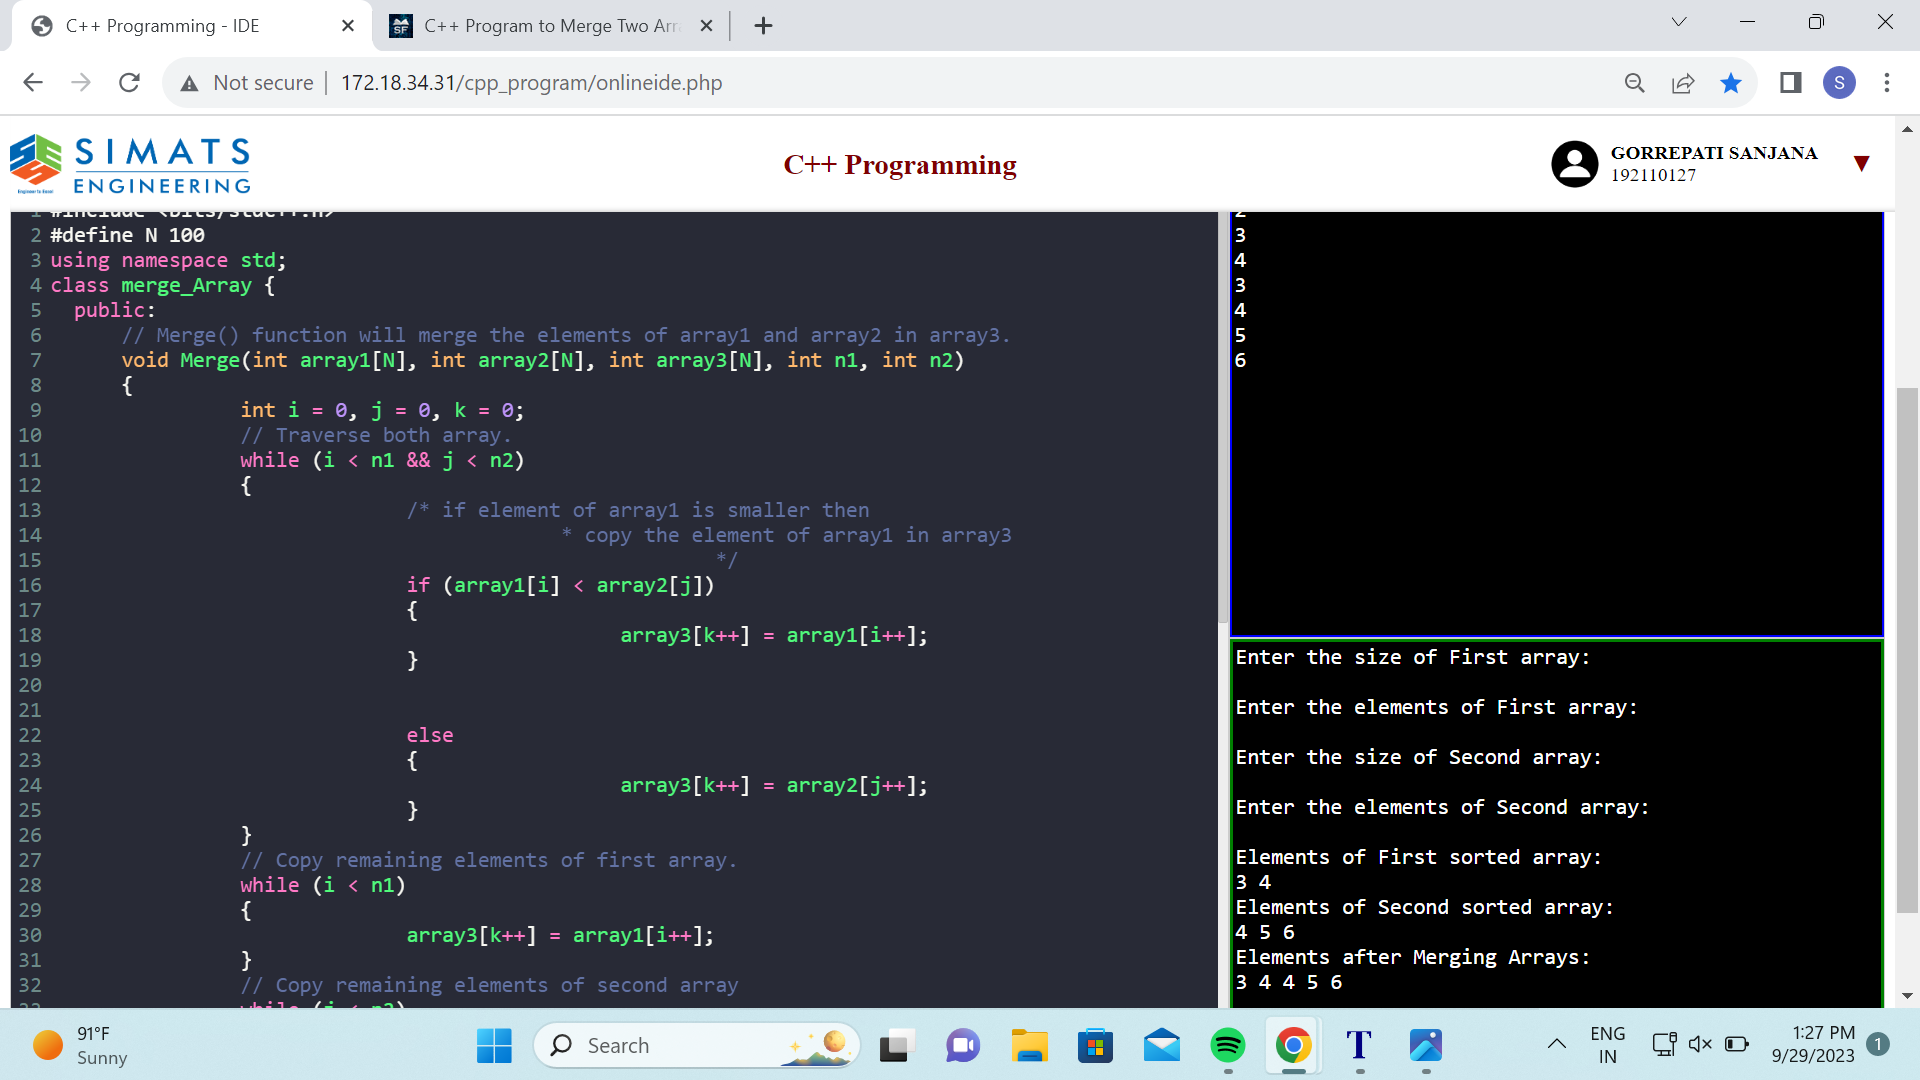 C++ Programming - IDE
C++ Program to Merge Two Arr
Not secure
172.18.34.31/cpp_program/onlineide.php
S
SIMATS
ENGINEERING
C++ Programming
GORREPATI SANJANA
192110127
1 #include <bits/stdc++.h>
2 #define N 100
3 using namespace std;
4 class merge_Array {
5 public:
6 // Merge() function will merge the elements of array1 and array2 in array3.
7 void Merge(int array1[N], int array2[N], int array3[N], int n1, int n2)
8 {
9 int i = 0, j = 0, k = 0;
10 // Traverse both array.
11 while (i < n1 && j < n2)
12 {
13 /* if element of array1 is smaller then
14 * copy the element of array1 in array3
15 */
16 if (array1[i] < array2[j])
17 {
18 array3[k++] = array1[i++];
19 }
20
21
22 else
23 {
24 array3[k++] = array2[j++];
25 }
26 }
27 // Copy remaining elements of first array.
28 while (i < n1)
29 {
30 array3[k++] = array1[i++];
31 }
32 // Copy remaining elements of second array
33 while (j < n2)
2
3
4
3
4
5
6
Enter the size of First array:
Enter the elements of First array:
Enter the size of Second array:
Enter the elements of Second array:
Elements of First sorted array:
3 4
Elements of Second sorted array:
4 5 6
Elements after Merging Arrays:
3 4 4 5 6
91°F
Sunny
Search
T
ENG
IN
1:27 PM
9/29/2023
1